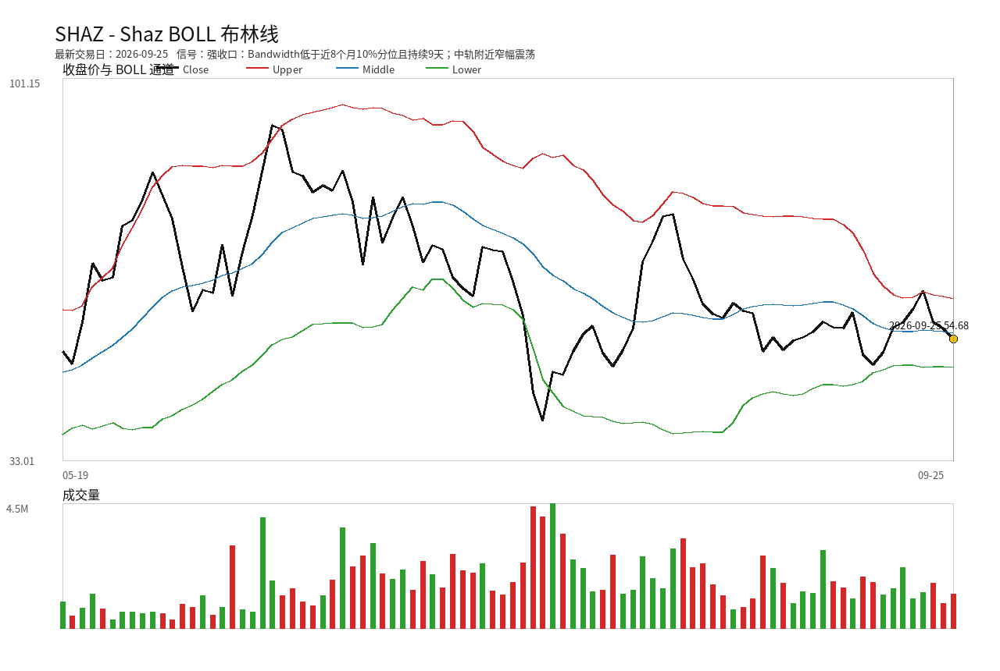 SHAZ - Shaz BOLL 布林线
最新交易日：2026-09-25 信号：强收口：Bandwidth低于近8个月10%分位且持续9天；中轨附近窄幅震荡
收盘价与 BOLL 通道 Close Upper Middle Lower
101.15
2026-09-25 54.68
33.01
05-19 09-25
成交量
4.5M